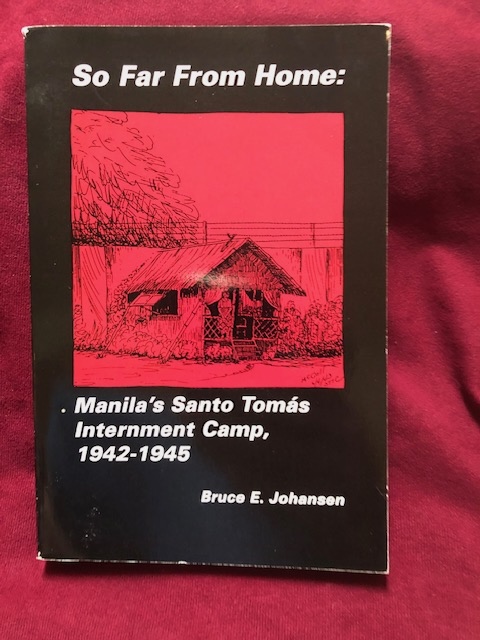 So Far From Home:
Manila's Santo Tomás
Internment Camp,
1942-1945
Bruce E. Johansen